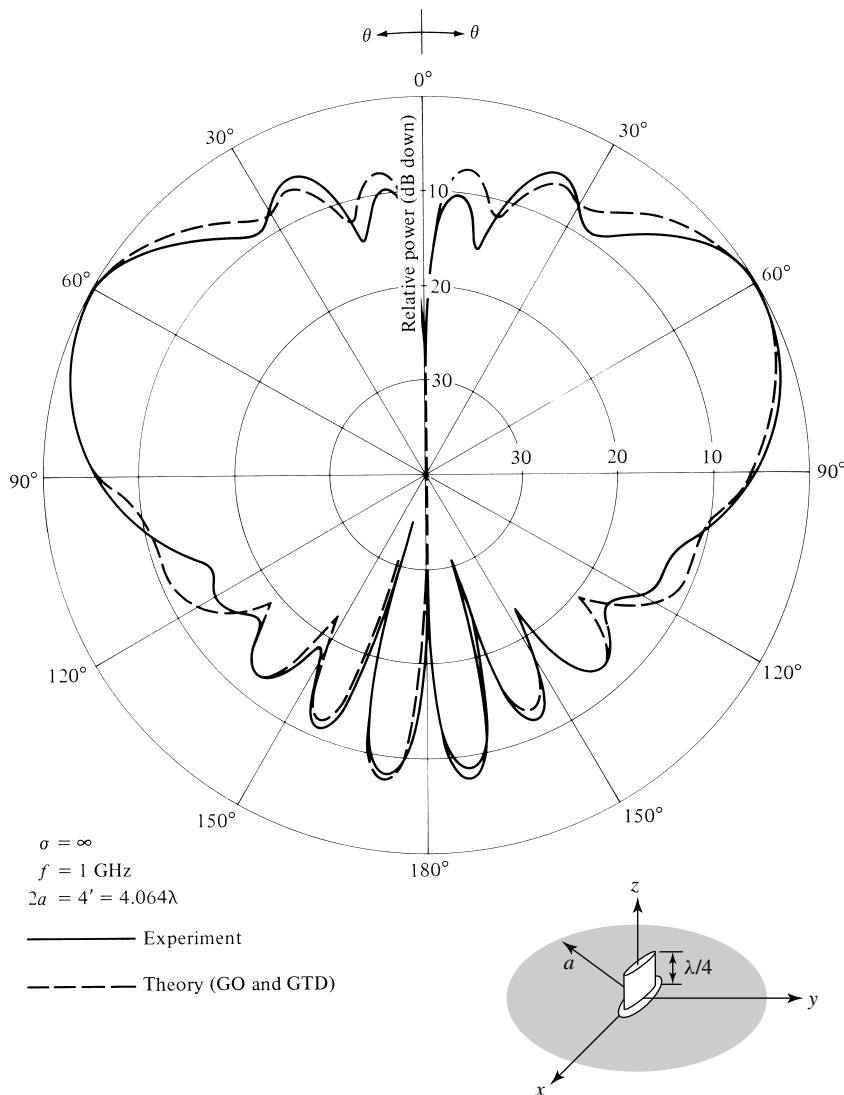 θ θ
0°
30° 30°
Relative power (dB down)
10
60° 60°
20
30
30 20 10
90° 90°
120° 120°
150° 150°
180°
σ = ∞
f = 1 GHz
2a = 4′ = 4.064λ
Experiment
Theory (GO and GTD)
z
a
λ/4
y
x